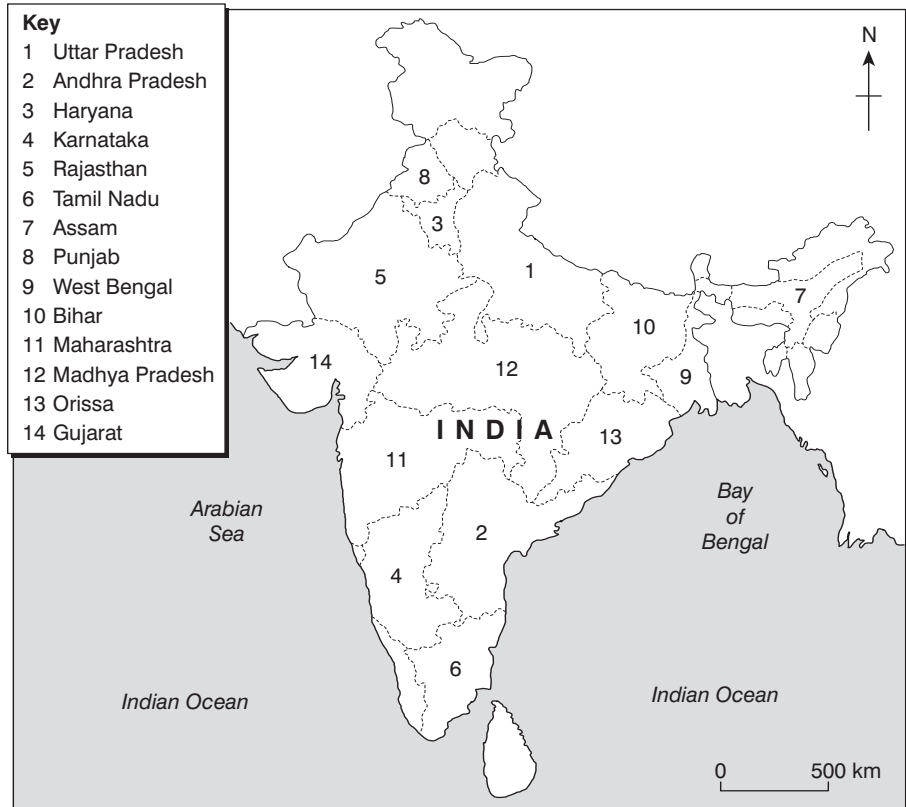 Key
1 Uttar Pradesh
2 Andhra Pradesh
3 Haryana
4 Karnataka
5 Rajasthan
6 Tamil Nadu
7 Assam
8 Punjab
9 West Bengal
10 Bihar
11 Maharashtra
12 Madhya Pradesh
13 Orissa
14 Gujarat
N
8
3
5
1
7
10
14
12
9
INDIA
13
11
Arabian
Sea
Bay
of
Bengal
2
4
6
Indian Ocean
Indian Ocean
0 500 km